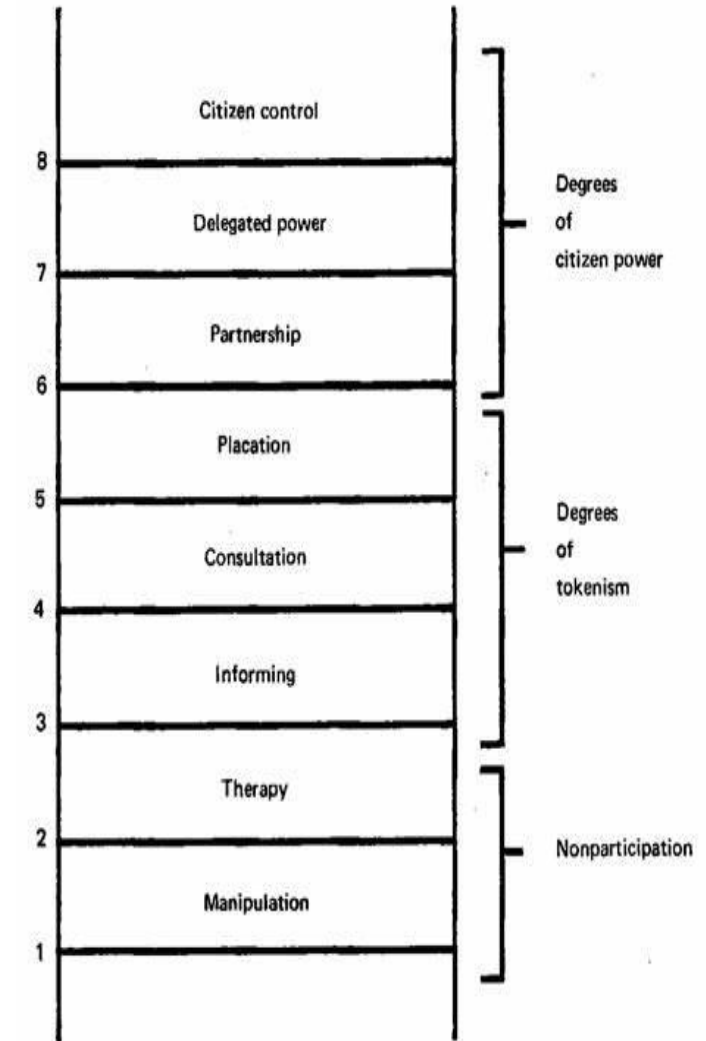 Citizen control
8
Delegated power
7
Partnership
6
Placation
5
Consultation
4
Informing
3
Therapy
2
Manipulation
1
Degrees
of
citizen power
Degrees
of
tokenism
Nonparticipation